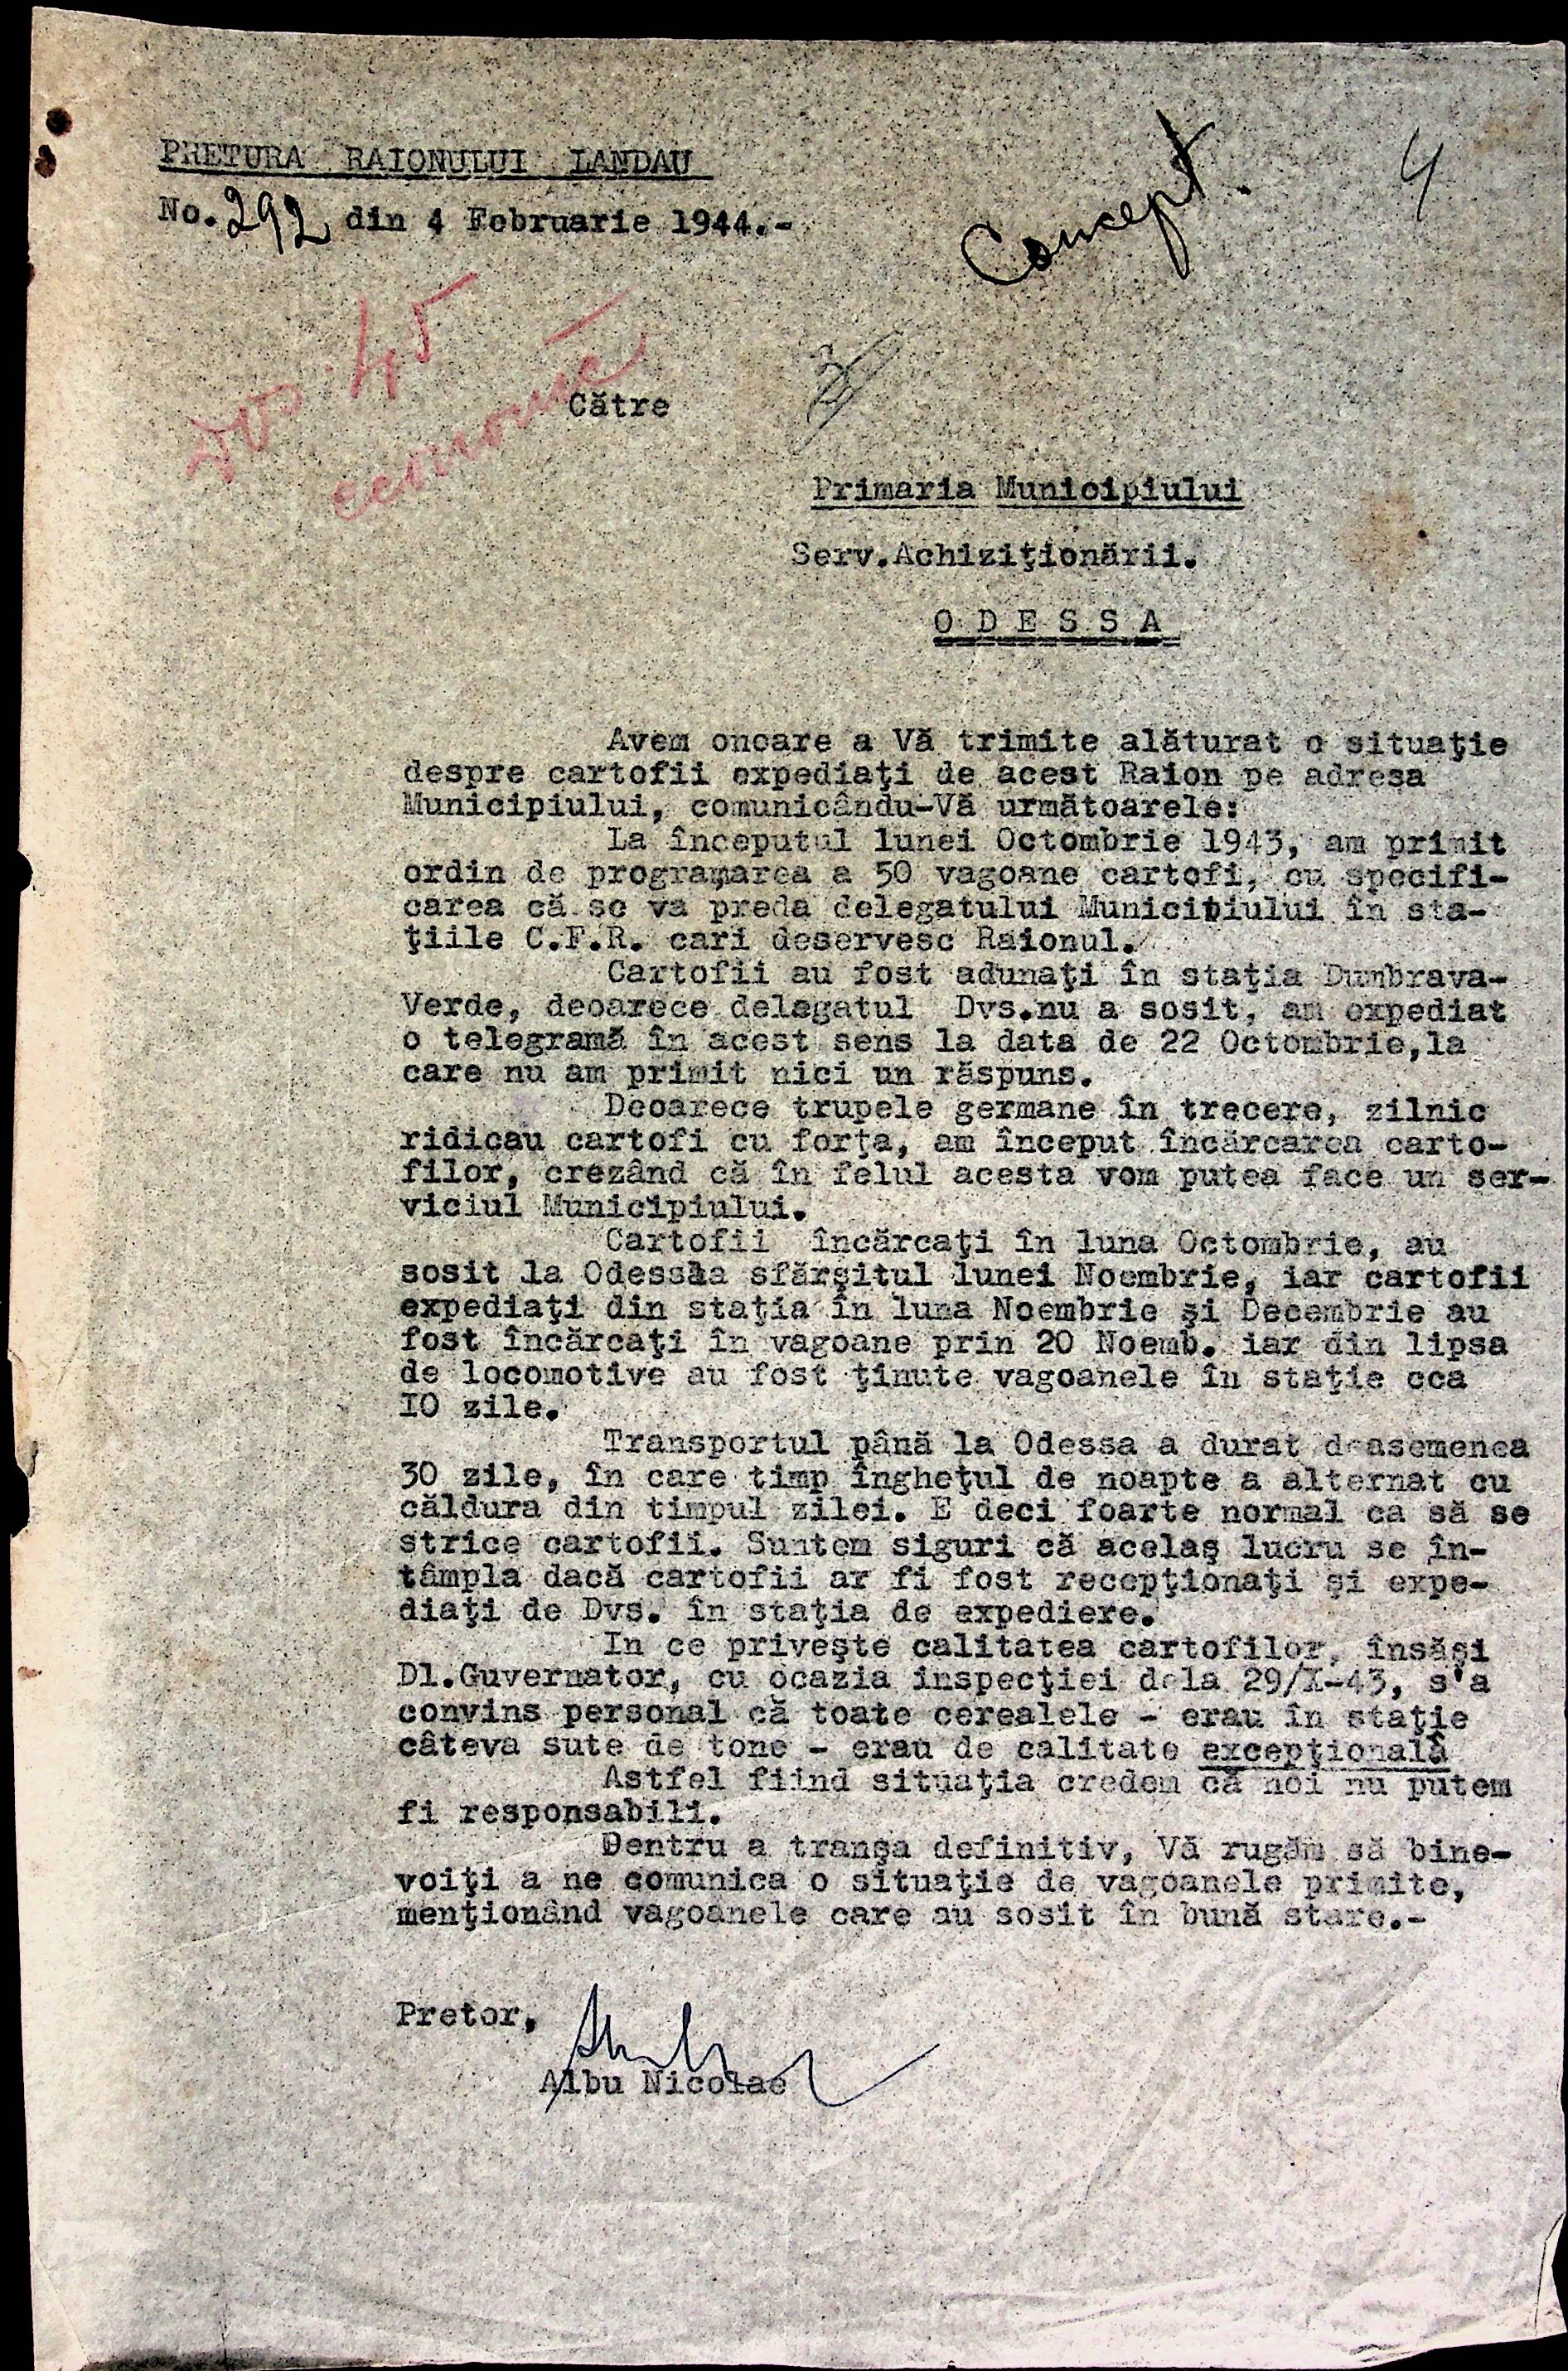 PRETURA RAIONULUI LANDAU
No. 292 din 4 Februarie 1944.-
Concept.
4
Dos. 45
economic
Către
Primaria Municipiului
Serv.Achiziţionării.
O D E S S A
Avem onoare a Vă trimite alăturat o situaţie
despre cartofii expediaţi de acest Raion pe adresa
Municipiului, comunicându-Vă următoarele:
La începutul lunei Octombrie 1943, am primit
ordin de programarea a 50 vagoane cartofi, cu specifi-
carea că se va preda delegatului Municipiului în sta-
ţiile C.F.R. cari deservesc Raionul.
Cartofii au fost adunaţi în staţia Dumbrava-
Verde, deoarece delegatul Dvs.nu a sosit, am expediat
o telegramă în acest sens la data de 22 Octombrie,la
care nu am primit nici un răspuns.
Deoarece trupele germane în trecere, zilnic
ridicau cartofi cu forţa, am început încărcarea carto-
filor, crezând că în felul acesta vom putea face un ser-
viciul Municipiului.
Cartofii încărcaţi în luna Octombrie, au
sosit la Odessa sfărşitul lunei Noembrie, iar cartofii
expediaţi din staţia în luna Noembrie şi Decembrie au
fost încărcaţi în vagoane prin 20 Noemb. iar din lipsa
de locomotive au fost ţinute vagoanele în staţie cca
10 zile.
Transportul până la Odessa a durat deasemenea
30 zile, în care timp îngheţul de noapte a alternat cu
căldura din timpul zilei. E deci foarte normal ca să se
strice cartofii. Suntem siguri că acelaş lucru se în-
tâmpla dacă cartofii ar fi fost recepţionaţi şi expe-
diaţi de Dvs. în staţia de expediere.
In ce priveşte calitatea cartofilor, însăşi
Dl.Guvernator, cu ocazia inspecţiei dela 29/X-43, s'a
convins personal că toate cerealele - erau în staţie
câteva sute de tone - erau de calitate excepţională
Astfel fiind situaţia credem că noi nu putem
fi responsabili.
Pentru a tranşa definitiv, Vă rugăm să bine-
voiţi a ne comunica o situaţie de vagoanele primite,
menţionând vagoanele care au sosit în bună stare.-
Pretor,
Albu Nicolae